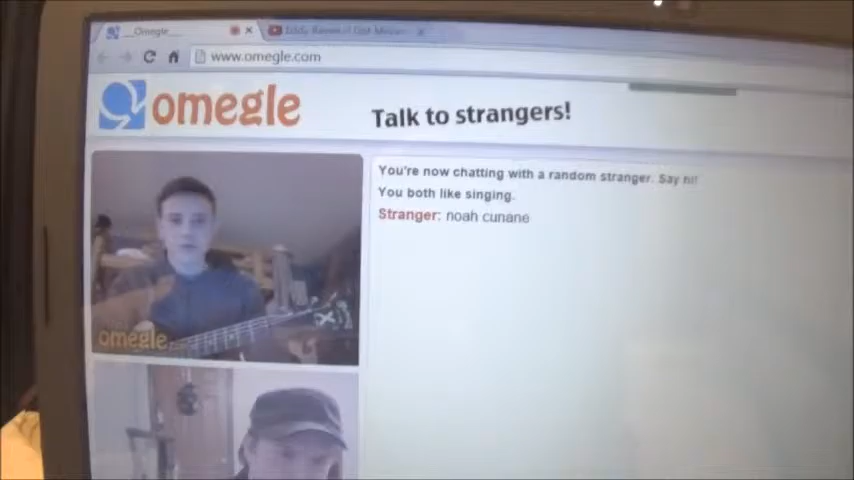 Omegle
www.omegle.com
omegle
Talk to strangers!
You're now chatting with a random stranger. Say hi!
You both like singing.
Stranger: noah cunane
omegle